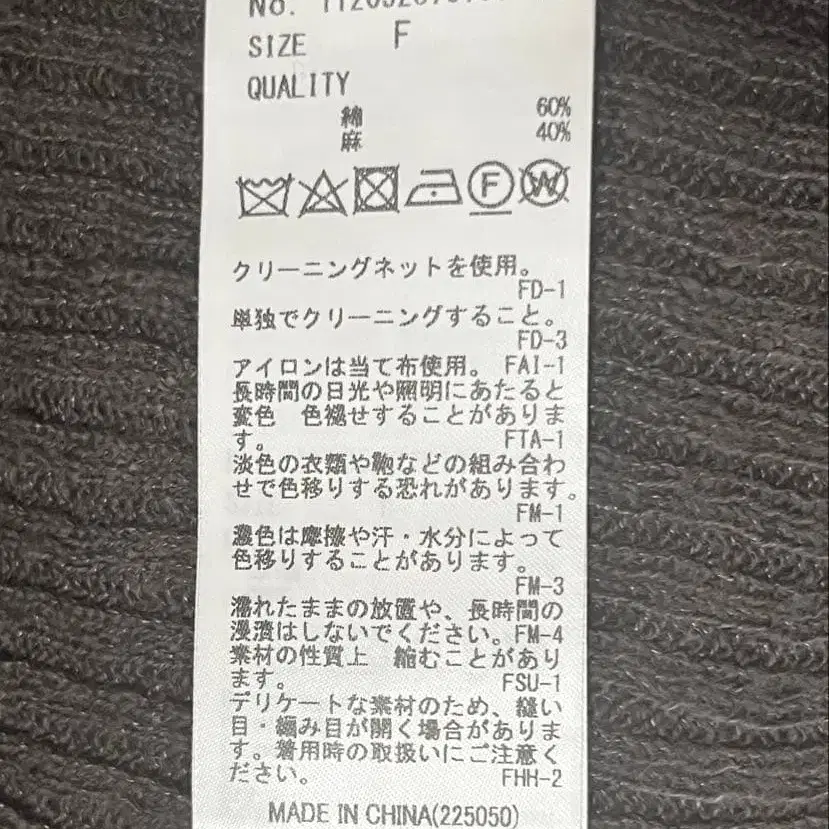 No.
SIZE F
QUALITY
綿 60%
麻 40%
F W
クリーニングネットを使用。
FD-1
単独でクリーニングすること。
FD-3
アイロンは当て布使用。 FAI-1
長時間の日光や照明にあたると
変色 色褪せすることがありま
す。 FTA-1
淡色の衣類や鞄などの組み合わ
せで色移りする恐れがあります。
FM-1
濃色は摩擦や汗・水分によって
色移りすることがあります。
FM-3
濡れたままの放置や、長時間の
浸漬はしないでください。FM-4
素材の性質上 縮むことがあり
ます。 FSU-1
デリケートな素材のため、縫い
目・編み目が開く場合がありま
す。着用時の取扱いにご注意く
ださい。 FHH-2
MADE IN CHINA(225050)